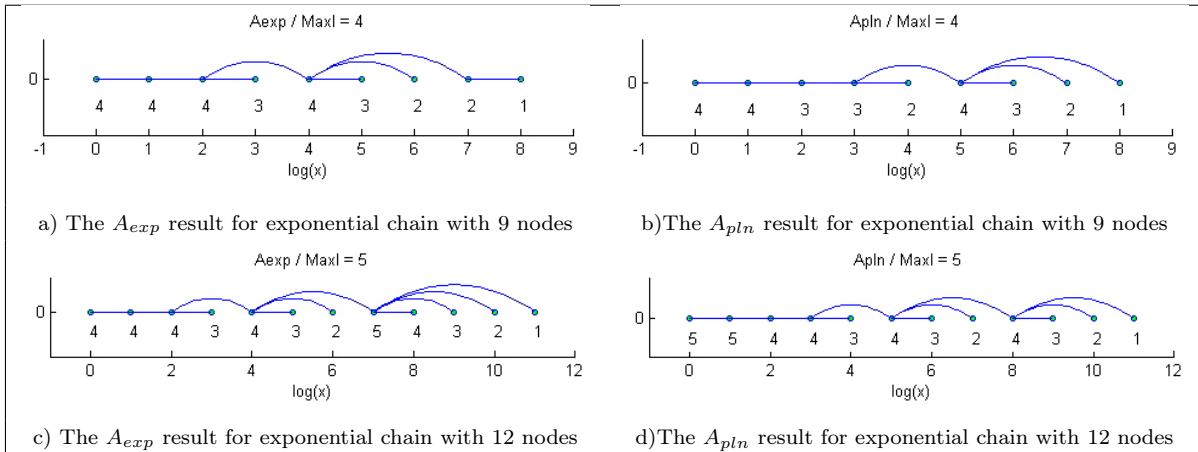 Aexp / MaxI = 4
0
4 4 4 3 4 3 2 2 1
-1 0 1 2 3 4 5 6 7 8 9
log(x)
a) The A_exp result for exponential chain with 9 nodes
Apln / MaxI = 4
0
4 4 3 3 2 4 3 2 1
-1 0 1 2 3 4 5 6 7 8 9
log(x)
b)The A_pln result for exponential chain with 9 nodes
Aexp / MaxI = 5
0
4 4 4 3 4 3 2 5 4 3 2 1
0 2 4 6 8 10 12
log(x)
c) The A_exp result for exponential chain with 12 nodes
Apln / MaxI = 5
0
5 5 4 4 3 4 3 2 4 3 2 1
0 2 4 6 8 10 12
log(x)
d)The A_pln result for exponential chain with 12 nodes